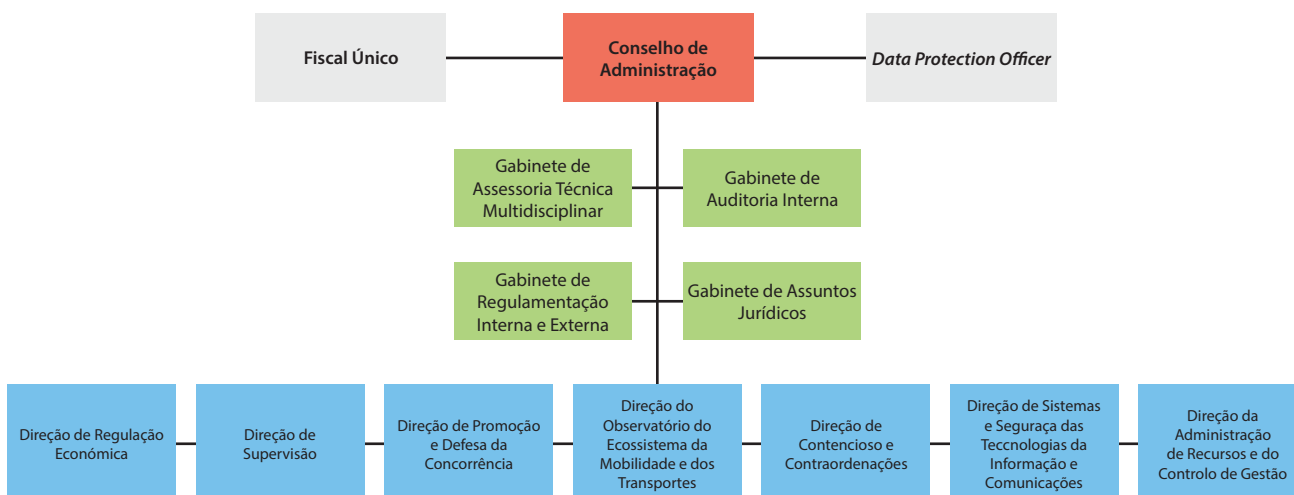 Fiscal Único
Conselho de
Administração
Data Protection Officer
Gabinete de
Assessoria Técnica
Multidisciplinar
Gabinete de
Auditoria Interna
Gabinete de
Regulamentação
Interna e Externa
Gabinete de Assuntos
Jurídicos
Direção de Regulação
Económica
Direção de
Supervisão
Direção de Promoção
e Defesa da
Concorrência
Direção do
Observatório do
Ecossistema da
Mobilidade e dos
Transportes
Direção de
Contencioso e
Contraordenações
Direção de Sistemas
e Seguraça das
Teccnologias da
Informação e
Comunicações
Direção da
Administração
de Recursos e do
Controlo de Gestão